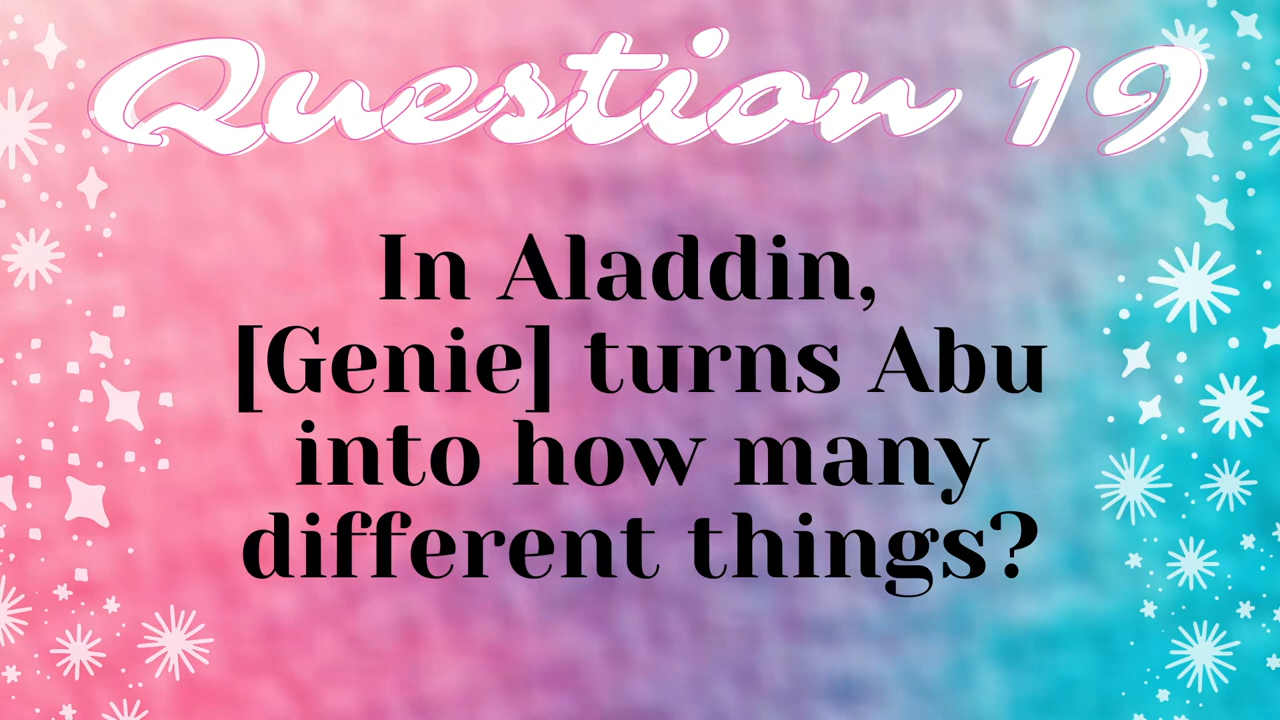 Question 19
In Aladdin,
[Genie] turns Abu
into how many
different things?